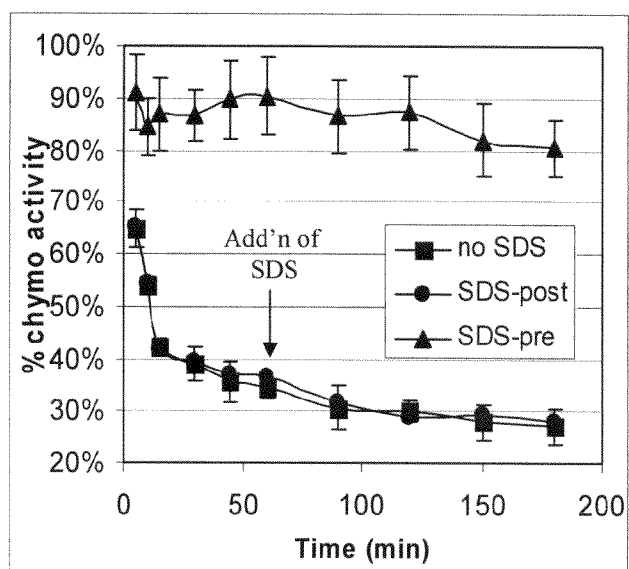 100%
90%
80%
70%
60%
50%
40%
30%
20%
% chymo activity
Add'n of
SDS
no SDS
SDS-post
SDS-pre
0
50
100
150
200
Time (min)